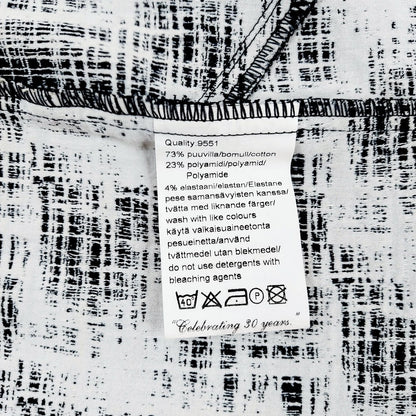 Quality:9551
73% puuvilla/bomull/cotton
23% polyamidi/polyamid/
Polyamide
4% elastaani/elastan/Elastane
pese samansävyisten kanssa/
tvätta med liknande färger/
wash with like colours
käytä valkaisuaineetonta
pesueinetta/använd
tvättmedel utan blekmedel/
do not use detergents with
bleaching agents
40°
P
"Celebrating 30 years."